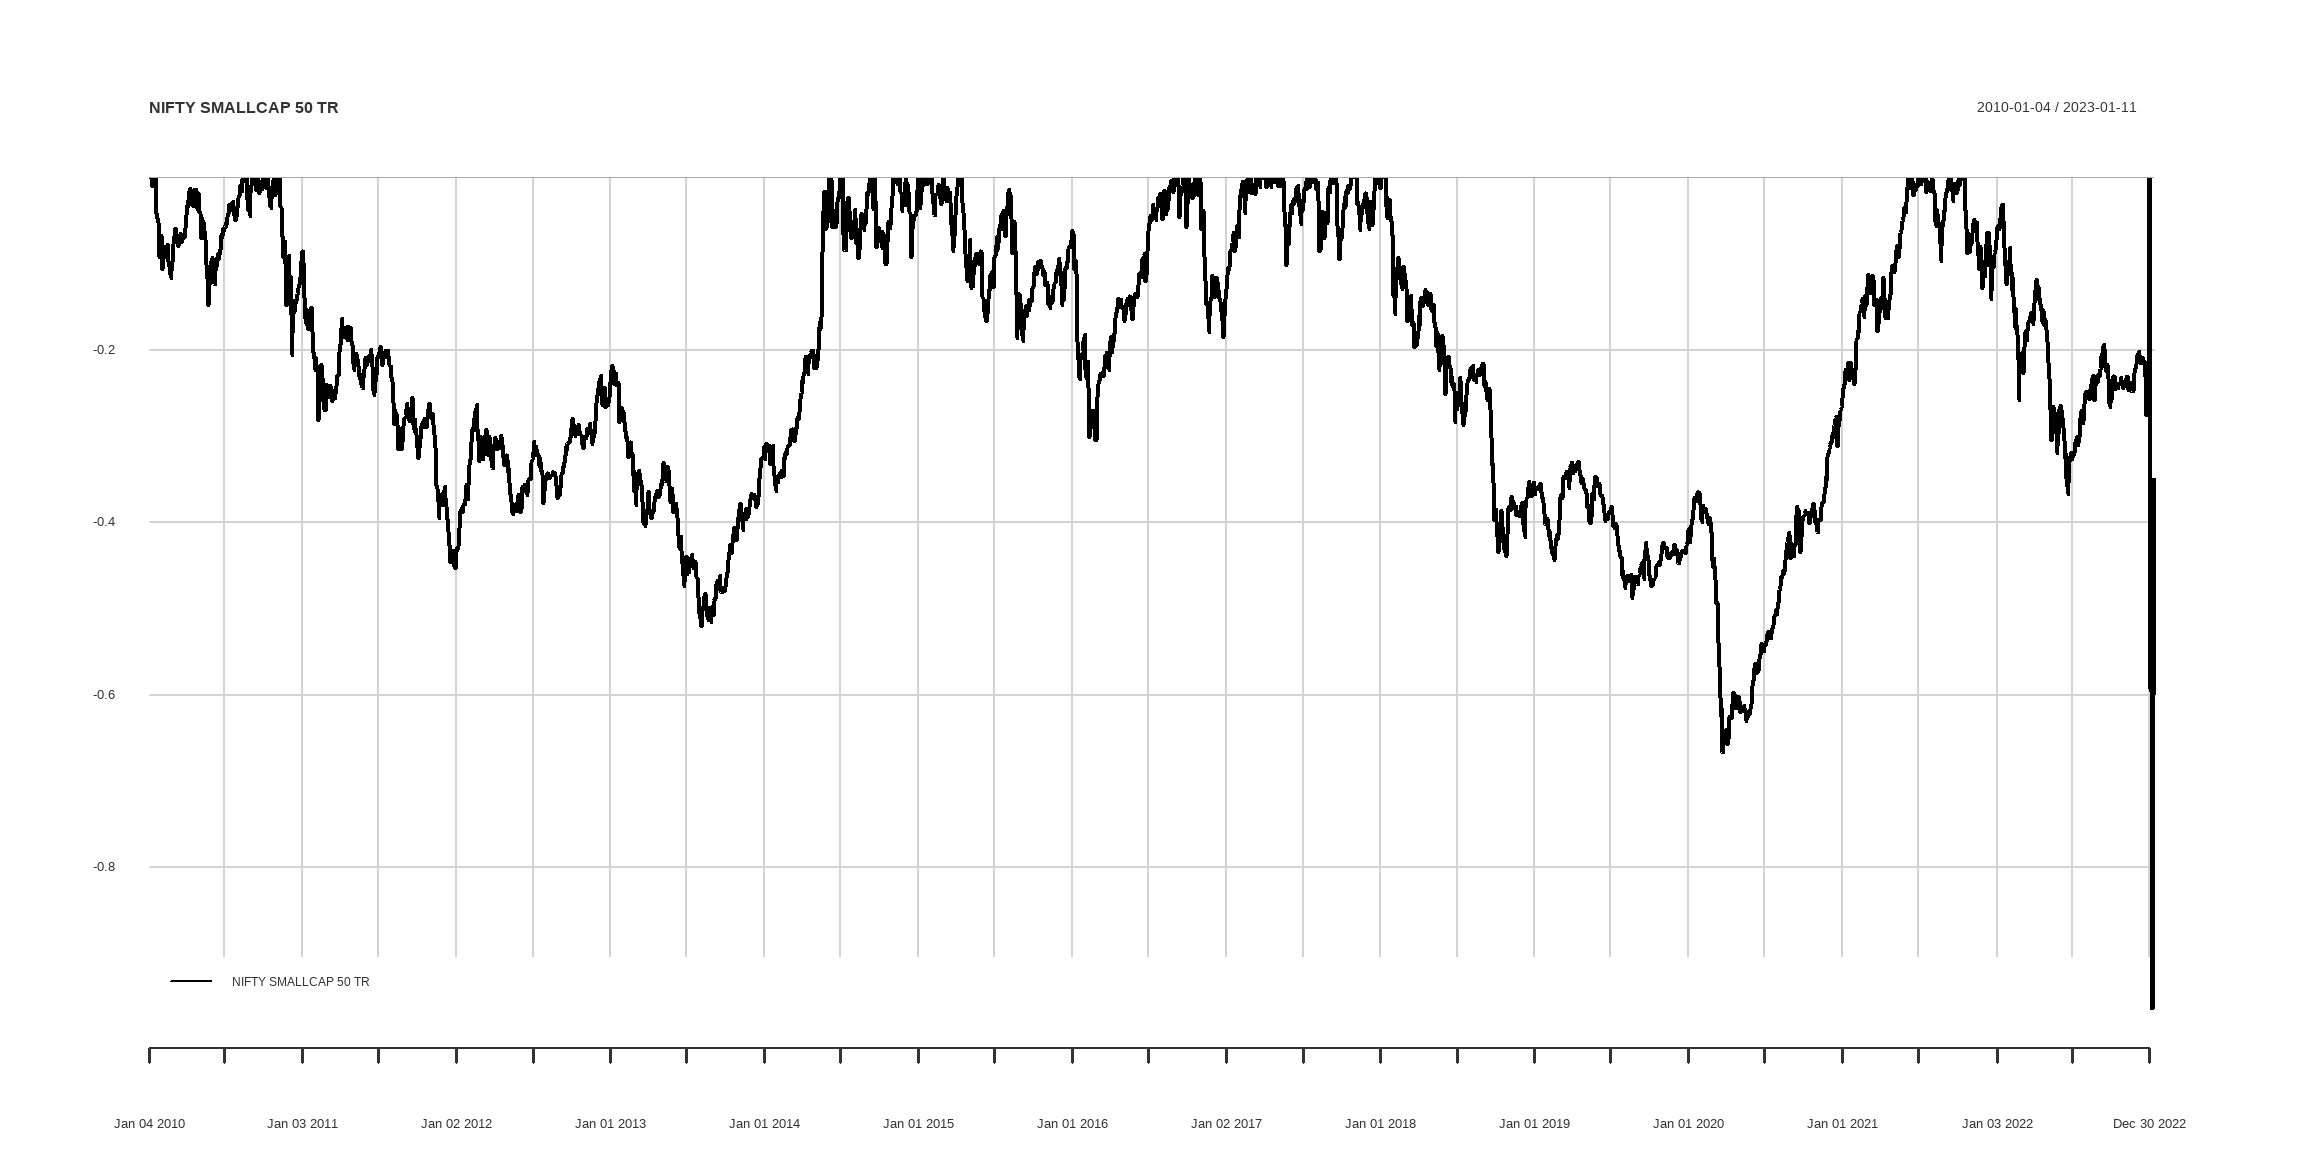 NIFTY SMALLCAP 50 TR
2010-01-04 / 2023-01-11
-0.2
-0.4
-0.6
-0.8
NIFTY SMALLCAP 50 TR
Jan 04 2010 Jan 03 2011 Jan 02 2012 Jan 01 2013 Jan 01 2014 Jan 01 2015 Jan 01 2016 Jan 02 2017 Jan 01 2018 Jan 01 2019 Jan 01 2020 Jan 01 2021 Jan 03 2022 Dec 30 2022